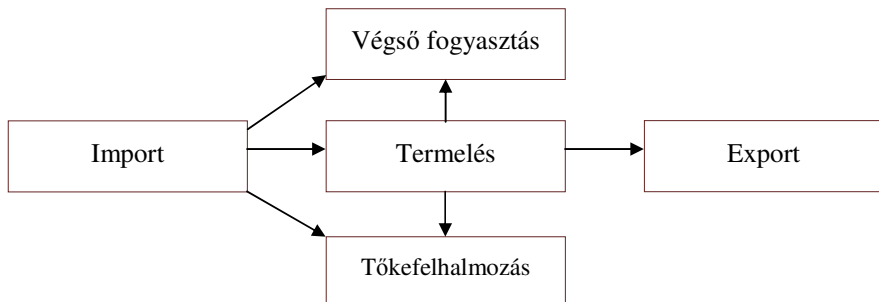 Végső fogyasztás
Import
Termelés
Export
Tőkefelhalmozás